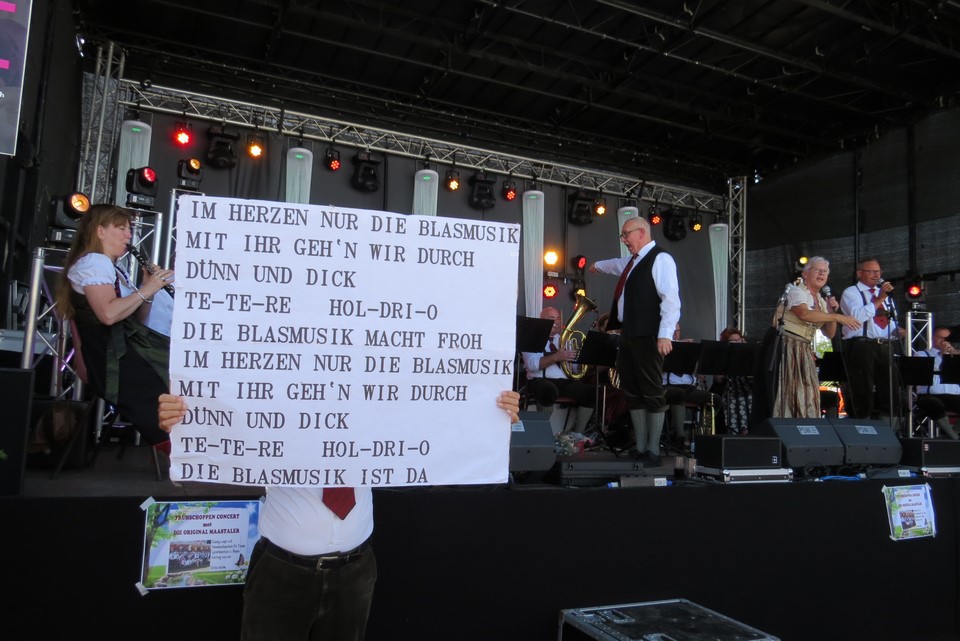 IM HERZEN NUR DIE BLASMUSIK
MIT IHR GEH'N WIR DURCH
DÜNN UND DICK
TE-TE-RE HOL-DRI-O
DIE BLASMUSIK MACHT FROH
IM HERZEN NUR DIE BLASMUSIK
MIT IHR GEH'N WIR DURCH
DÜNN UND DICK
TE-TE-RE HOL-DRI-O
DIE BLASMUSIK IST DA
FRÜHSCHOPPEN CONCERT
met
DIE ORIGINAL MAASTALER